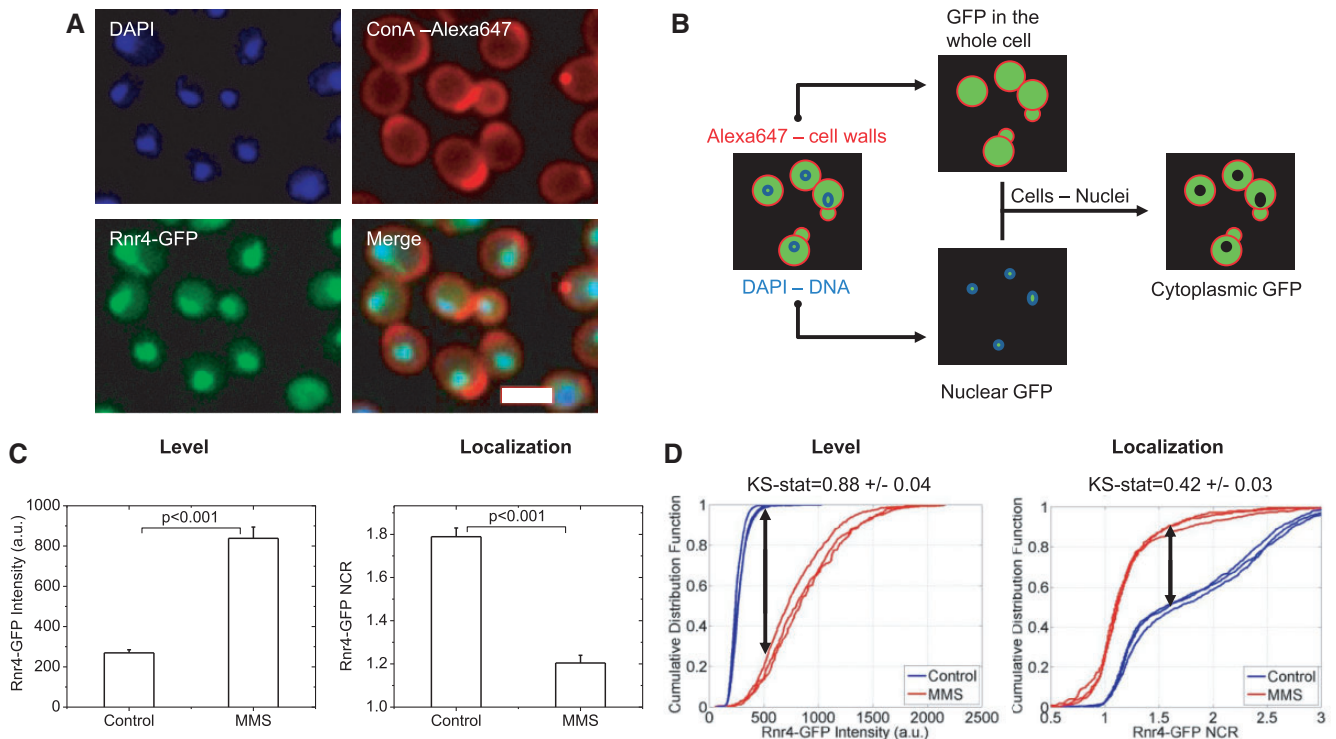 A
DAPI
ConA –Alexa647
Rnr4-GFP
Merge
B
GFP in the
whole cell
Alexa647 – cell walls
Cells – Nuclei
DAPI – DNA
Cytoplasmic GFP
Nuclear GFP
C
Level
Localization
p<0.001
p<0.001
Rnr4-GFP Intensity (a.u.)
1000
800
600
400
200
0
Control
MMS
Rnr4-GFP NCR
1.8
1.6
1.4
1.2
1.0
Control
MMS
D
Level
Localization
KS-stat=0.88 +/- 0.04
KS-stat=0.42 +/- 0.03
Cumulative Distribution Function
1
0.8
0.6
0.4
0.2
0
Control
MMS
0
500
1000
1500
2000
2500
Rnr4-GFP Intensity (a.u.)
Cumulative Distribution Function
1
0.8
0.6
0.4
0.2
0
Control
MMS
0.5
1
1.5
2
2.5
3
Rnr4-GFP NCR